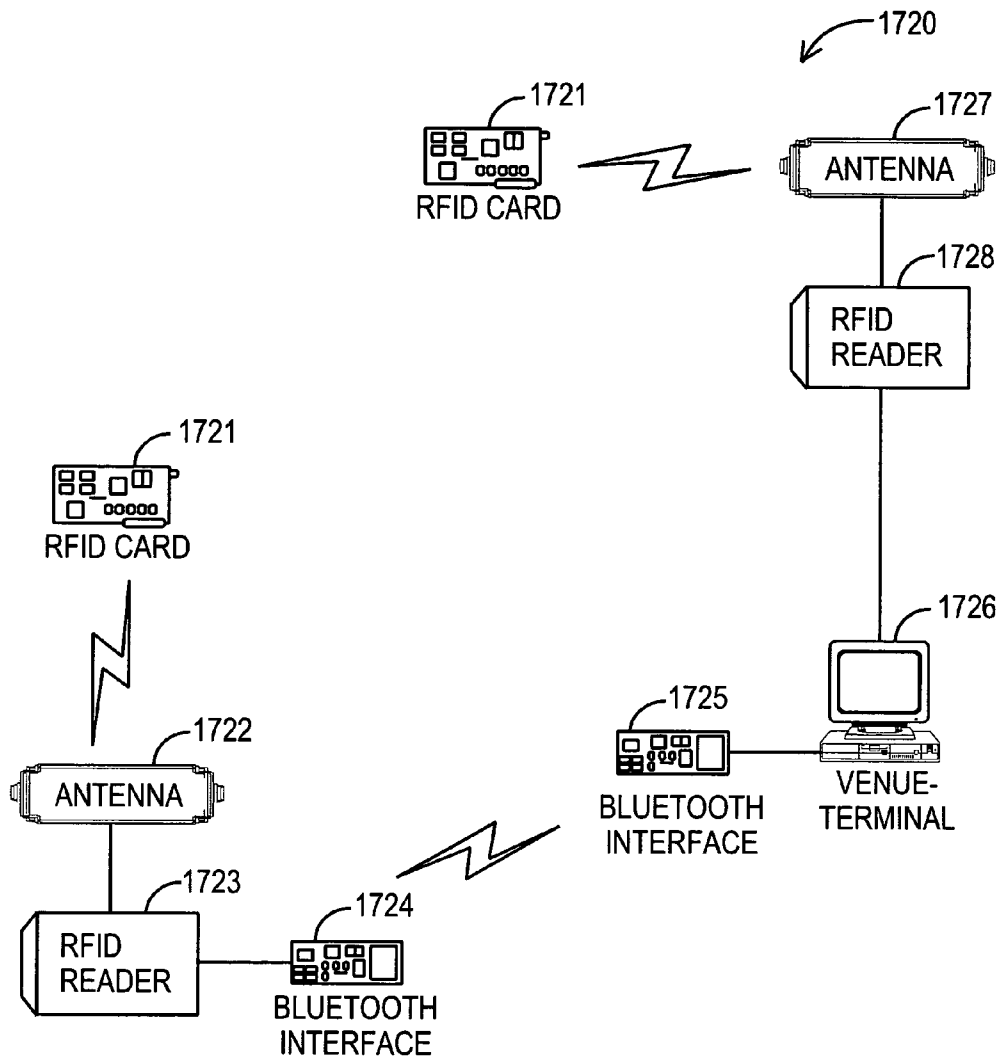 1720
1721
1727
ANTENNA
RFID CARD
1728
RFID
READER
1721
RFID CARD
1726
1725
1722
ANTENNA
VENUE-
TERMINAL
BLUETOOTH
INTERFACE
1723
1724
RFID
READER
BLUETOOTH
INTERFACE